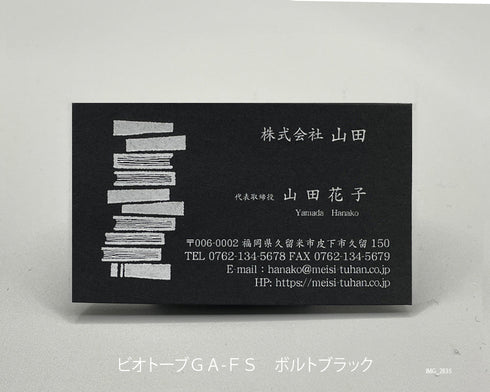 株式会社 山田
代表取締役 山田花子
Yamada Hanako
〒006-0002 福岡県久留米市皮下市久留 150
TEL 0762-134-5678 FAX 0762-134-5679
E-mail : hanako@meisi-tuhan.co.jp
HP: https://meisi-tuhan.co.jp
ビオトープGA-FS ボルトブラック
IMG_2835